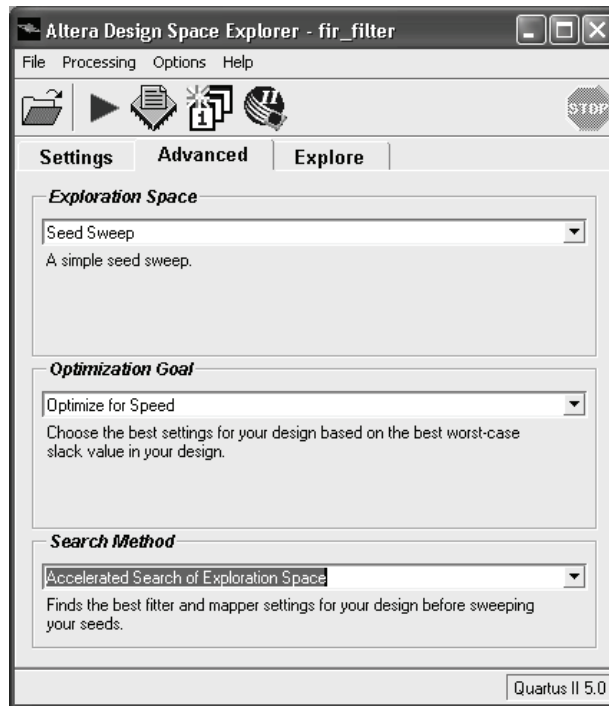 Altera Design Space Explorer - fir_filter
File Processing Options Help
1 II STOP
Settings Advanced Explore
Exploration Space
Seed Sweep
A simple seed sweep.
Optimization Goal
Optimize for Speed
Choose the best settings for your design based on the best worst-case
slack value in your design.
Search Method
Accelerated Search of Exploration Space
Finds the best fitter and mapper settings for your design before sweeping
your seeds.
Quartus II 5.0